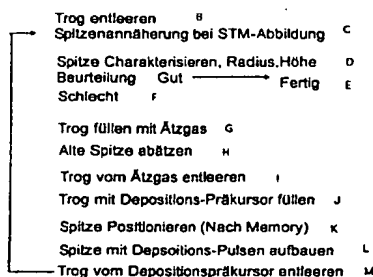 Trog entleeren B
Spitzenannäherung bei STM-Abbildung C
Spitze Charakterisieren, Radius.Höhe D
Beurteilung Gut Fertig E
Schlecht F
Trog füllen mit Ätzgas G
Alte Spitze abätzen H
Trog vom Ätzgas entleeren I
Trog mit Depositions-Präkursor füllen J
Spitze Positionieren (Nach Memory) K
Spitze mit Depsoitions-Pulsen aufbauen L
Trog vom Depositionspräkursor entleeren M